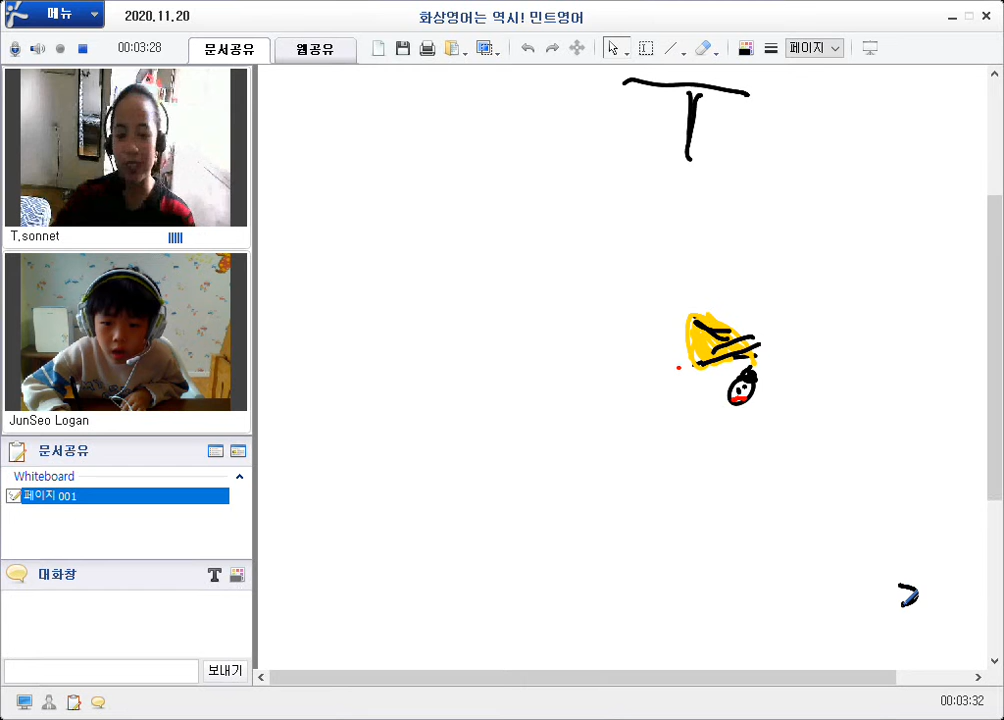 메뉴
2020.11.20
화상영어는 역시! 민트영어
00:03:28
문서공유
웹공유
페이지
T
T.sonnet
JunSeo Logan
문서공유
Whiteboard
페이지 001
대화창
T
보내기
00:03:32